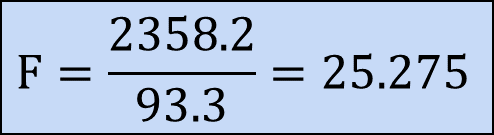 F = 2358.2 / 93.3 = 25.275